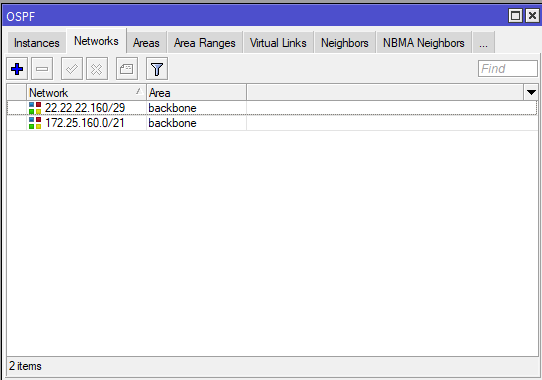 OSPF
Instances Networks Areas Area Ranges Virtual Links Neighbors NBMA Neighbors ...
Find
Network Area
22.22.22.160/29 backbone
172.25.160.0/21 backbone
2 items